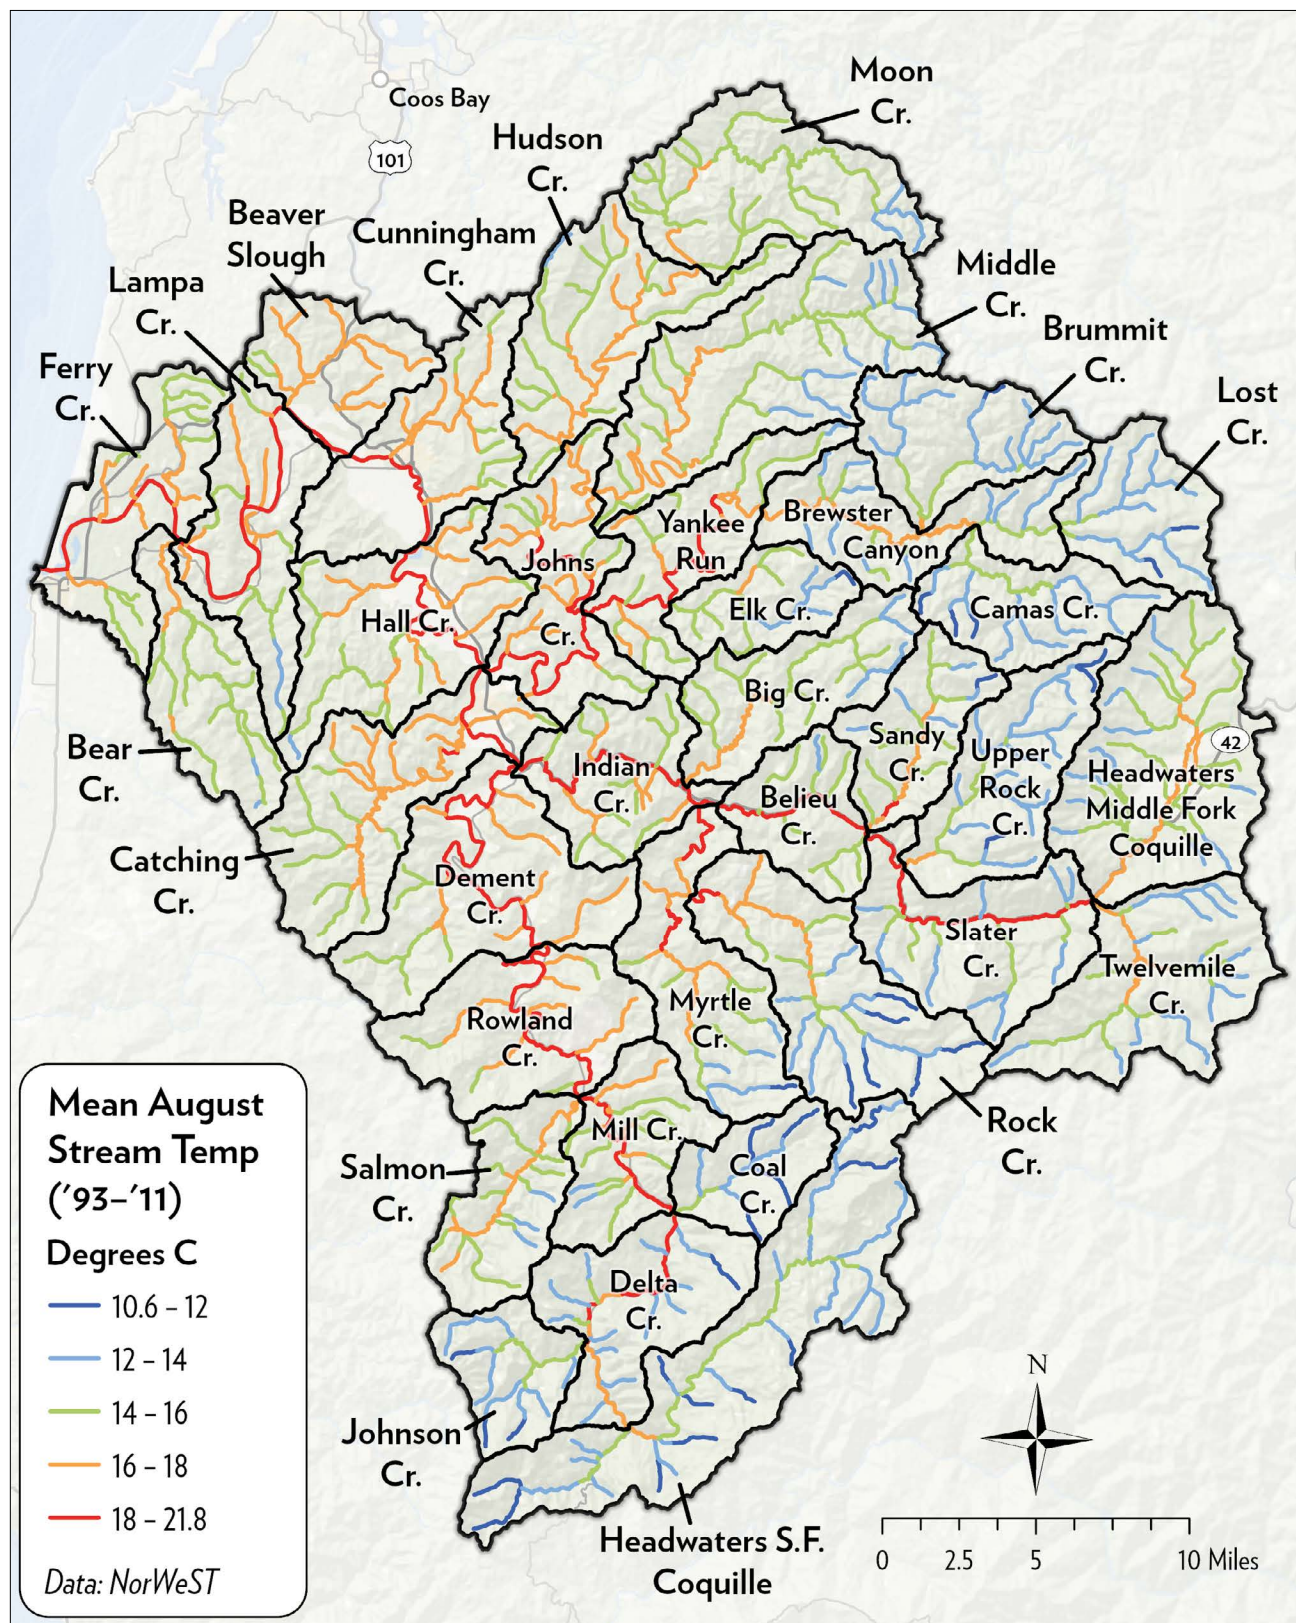 Moon
Cr.
Coos Bay
101
Hudson
Cr.
Beaver
Slough
Cunningham
Cr.
Middle
Cr.
Lampa
Cr.
Brummit
Cr.
Ferry
Cr.
Lost
Cr.
Yankee
Run
Brewster
Canyon
Johns
Cr.
Elk Cr.
Camas Cr.
Hall Cr.
Big Cr.
Sandy
Cr.
Upper
Rock
Cr.
42
Bear
Cr.
Indian
Cr.
Belieu
Cr.
Headwaters
Middle Fork
Coquille
Catching
Cr.
Dement
Cr.
Slater
Cr.
Twelvemile
Cr.
Rowland
Cr.
Myrtle
Cr.
Rock
Cr.
Mill Cr.
Salmon
Cr.
Coal
Cr.
Delta
Cr.
Johnson
Cr.
Headwaters S.F.
Coquille
Mean August
Stream Temp
('93–'11)
Degrees C
10.6 – 12
12 – 14
14 – 16
16 – 18
18 – 21.8
Data: NorWeST
N
0 2.5 5 10 Miles